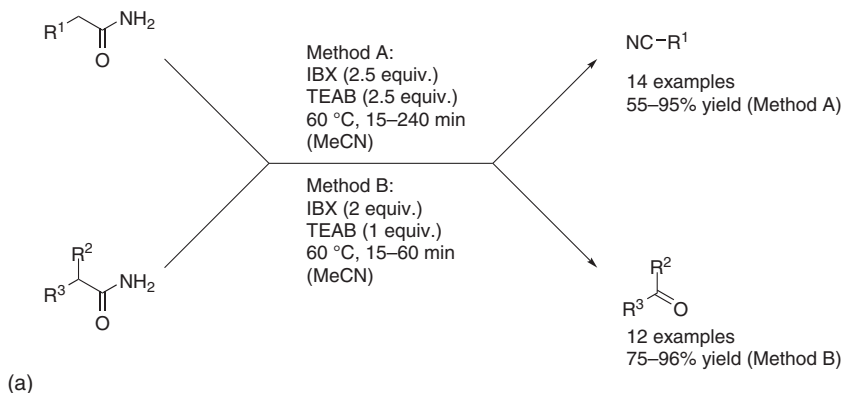 R¹ NH₂
O
Method A:
IBX (2.5 equiv.)
TEAB (2.5 equiv.)
60 °C, 15–240 min
(MeCN)
NC–R¹
14 examples
55–95% yield (Method A)
Method B:
IBX (2 equiv.)
TEAB (1 equiv.)
60 °C, 15–60 min
(MeCN)
R²
R³ NH₂
O
R²
R³ O
12 examples
75–96% yield (Method B)
(a)